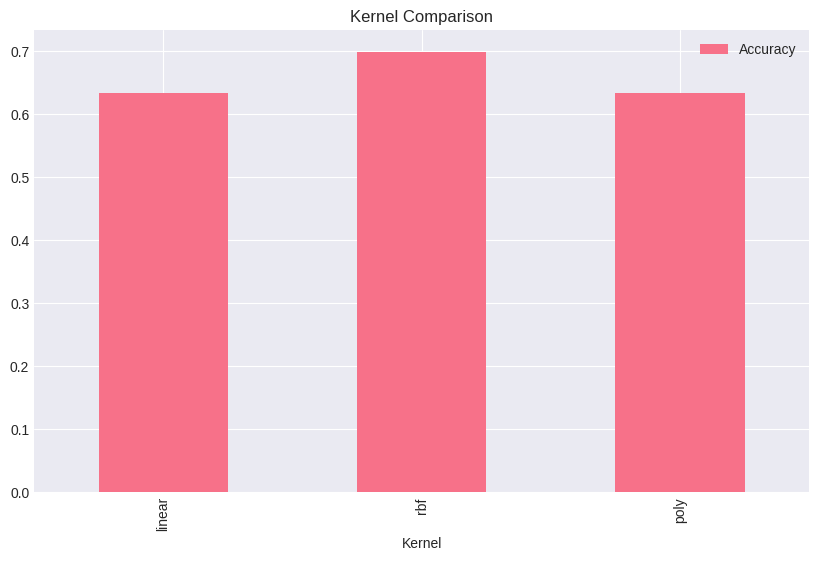 Kernel Comparison
Accuracy
0.7
0.6
0.5
0.4
0.3
0.2
0.1
0.0
linear
rbf
poly
Kernel